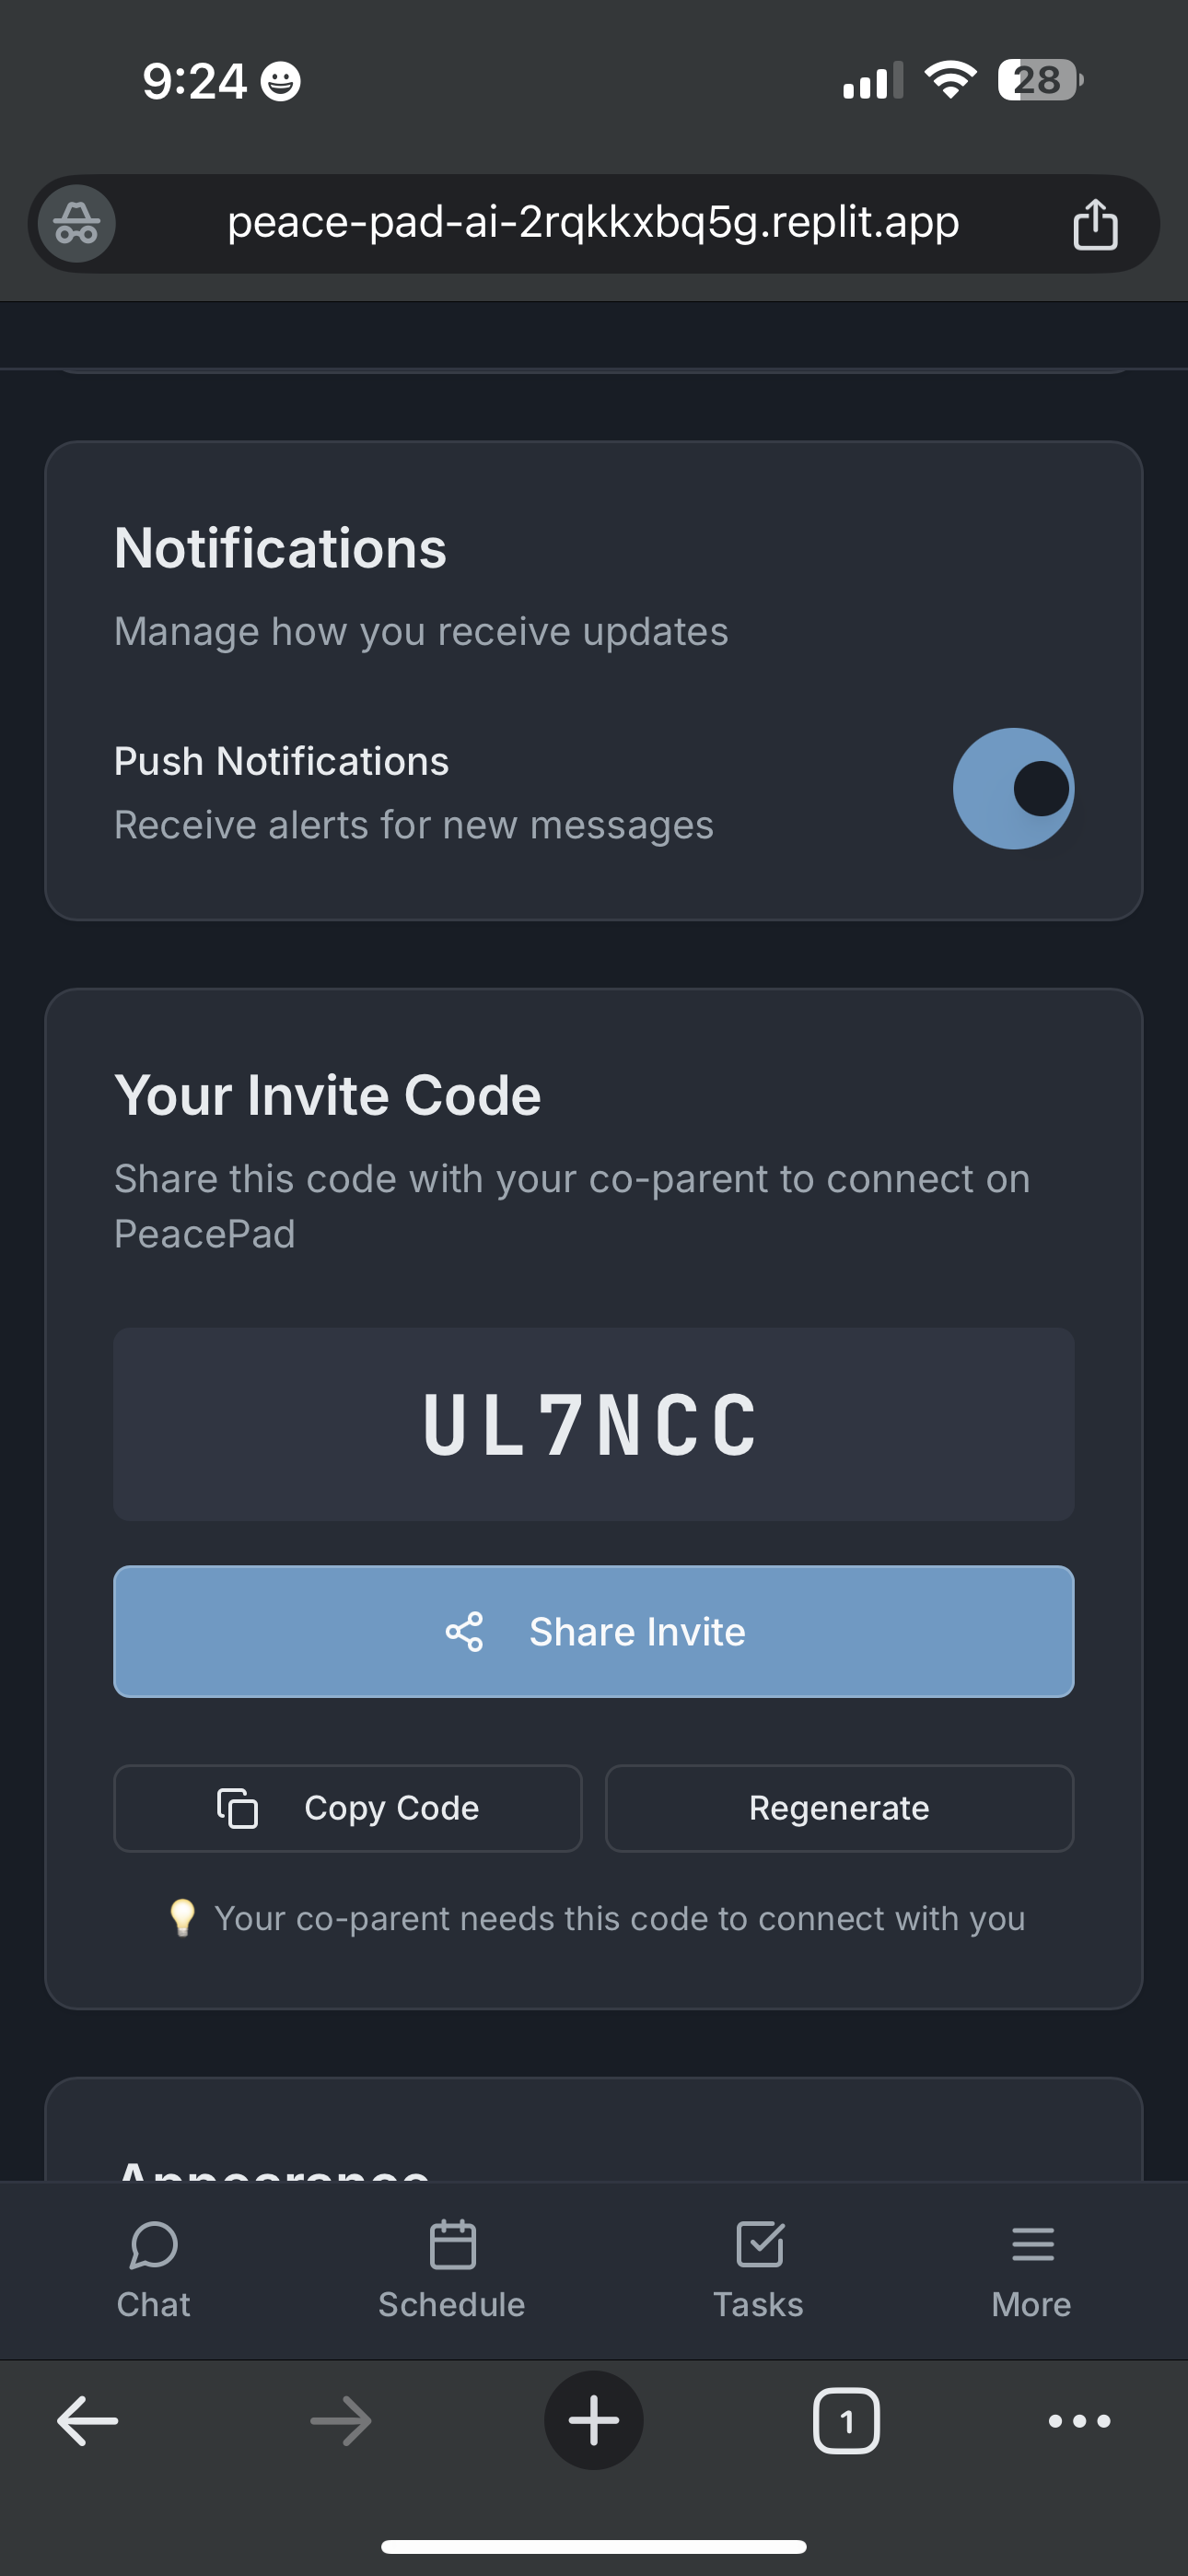 9:24
28
peace-pad-ai-2rqkkxbq5g.replit.app
Notifications
Manage how you receive updates
Push Notifications
Receive alerts for new messages
Your Invite Code
Share this code with your co-parent to connect on
PeacePad
UL7NCC
Share Invite
Copy Code
Regenerate
Your co-parent needs this code to connect with you
Appearance
Chat
Schedule
Tasks
More
1